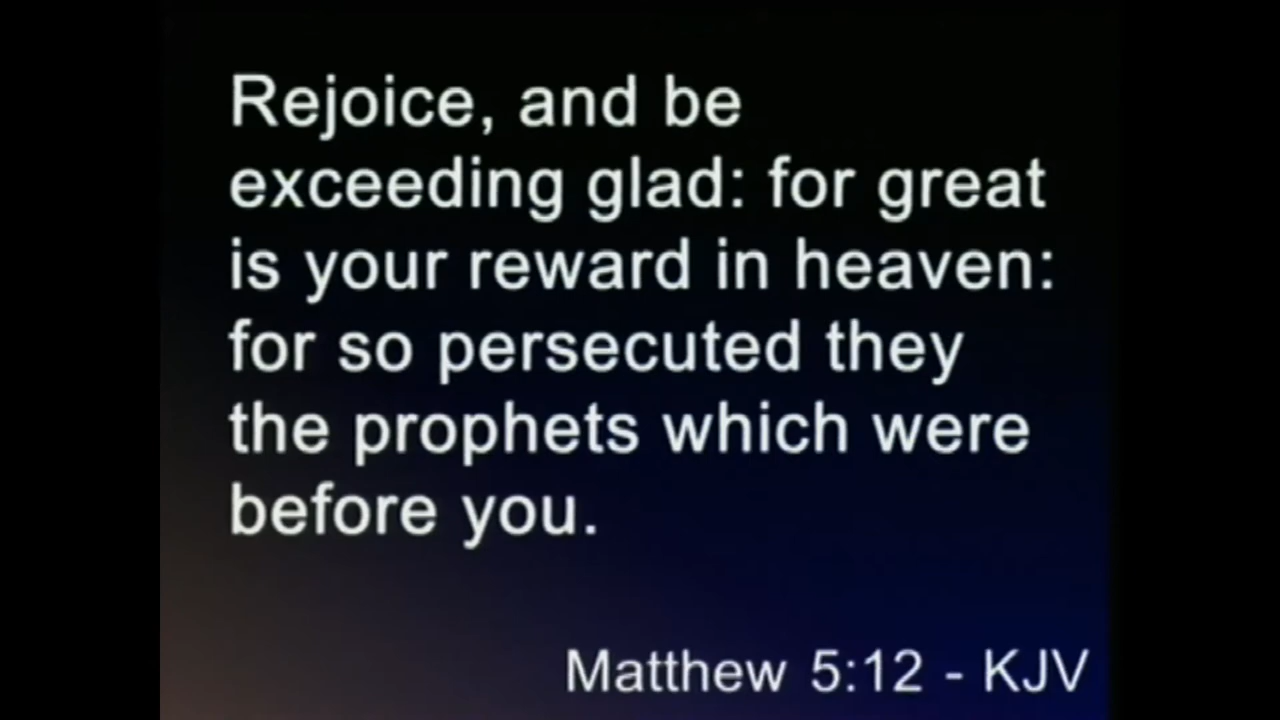 Rejoice, and be
exceeding glad: for great
is your reward in heaven:
for so persecuted they
the prophets which were
before you.
Matthew 5:12 - KJV